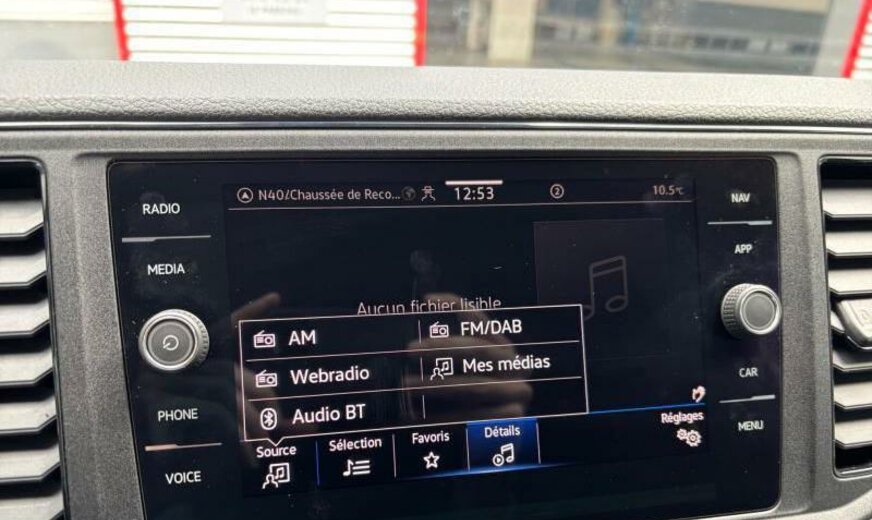 RADIO
MEDIA
PHONE
VOICE
N40/Chaussée de Reco... 12:53 2 10.5°C
Aucun fichier lisible
AM FM/DAB
Webradio Mes médias
Audio BT
Source Sélection Favoris Détails Réglages
NAV
APP
CAR
MENU